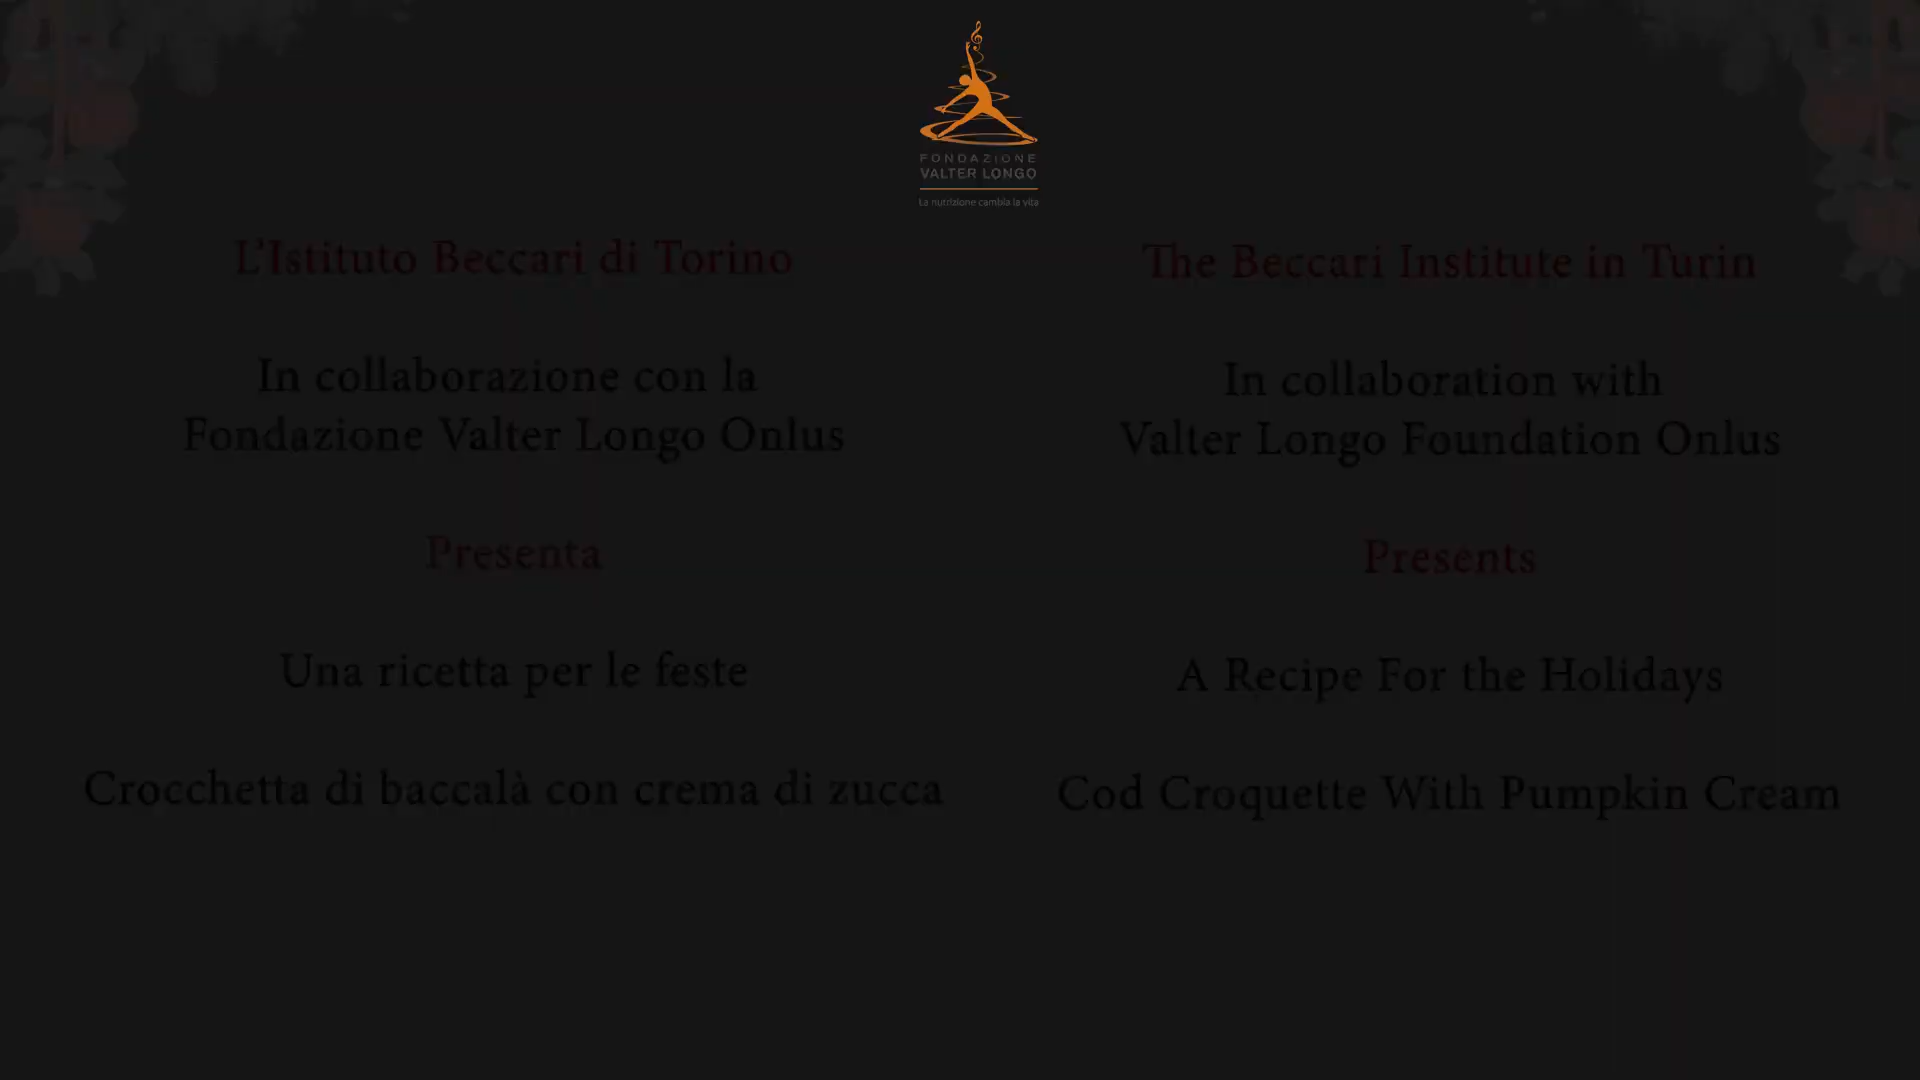 FONDAZIONE
VALTER LONGO
La nutrizione cambia la vita
L'Istituto Beccari di Torino
In collaborazione con la
Fondazione Valter Longo Onlus
Presenta
Una ricetta per le feste
Crocchetta di baccalà con crema di zucca
The Beccari Institute in Turin
In collaboration with
Valter Longo Foundation Onlus
Presents
A Recipe For the Holidays
Cod Croquette With Pumpkin Cream